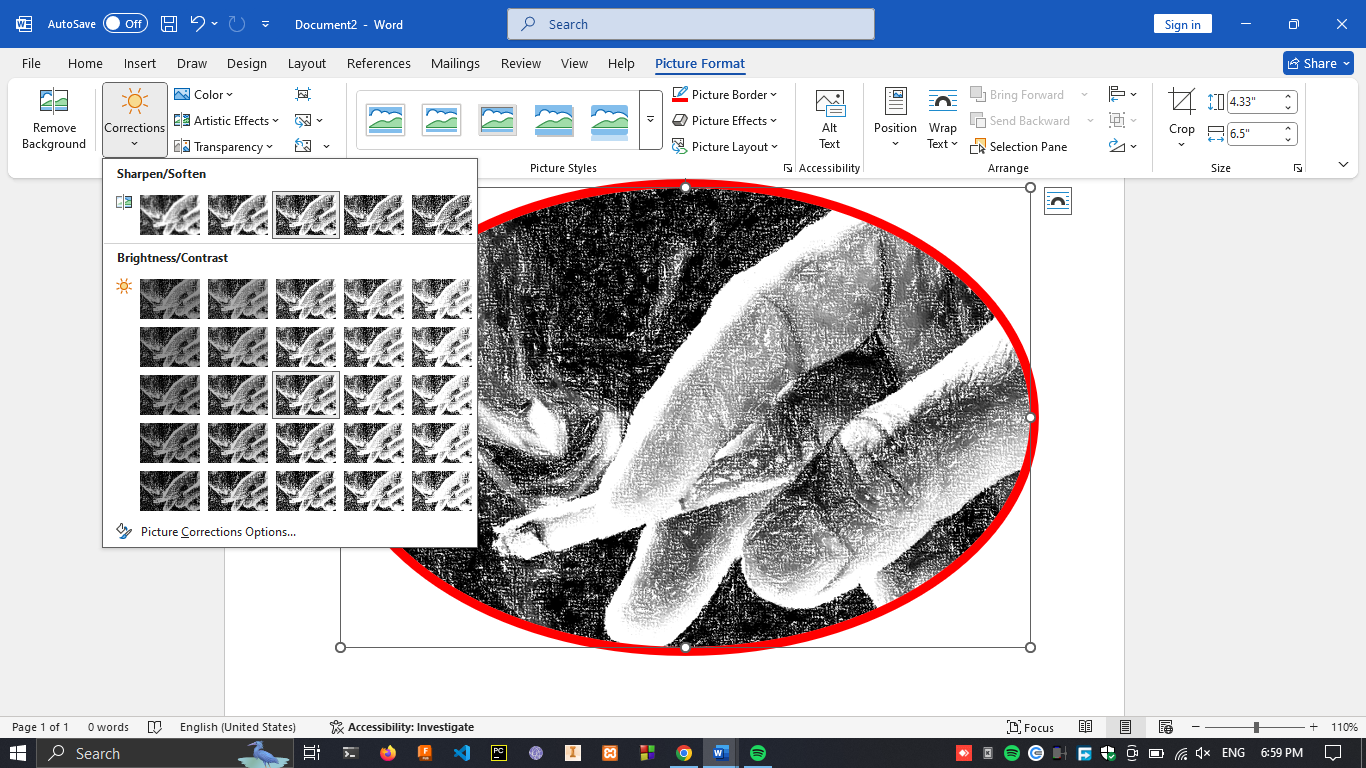 AutoSave Off Document2 - Word Search Sign in
File Home Insert Draw Design Layout References Mailings Review View Help Picture Format Share
Remove Background
Corrections
Color
Artistic Effects
Transparency
Picture Styles
Picture Border
Picture Effects
Picture Layout
Alt Text
Accessibility
Position
Wrap Text
Bring Forward
Send Backward
Selection Pane
Arrange
Crop
4.33"
6.5"
Size
Sharpen/Soften
Brightness/Contrast
Picture Corrections Options...
Page 1 of 1 0 words English (United States) Accessibility: Investigate Focus 110%
Search ENG 6:59 PM